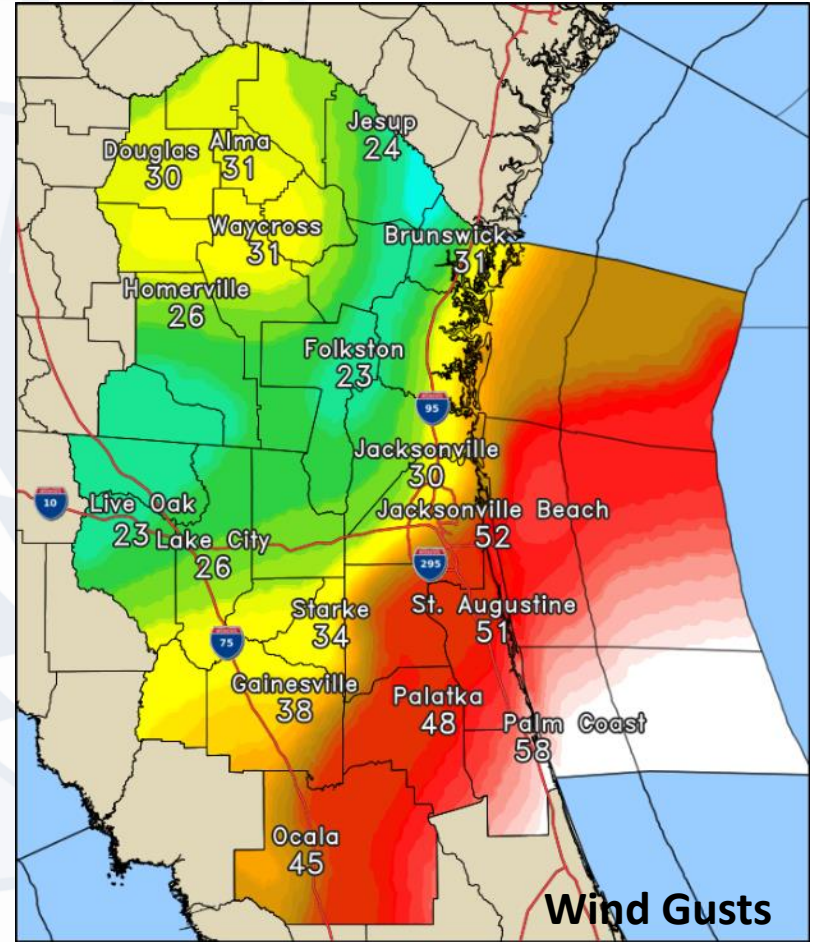 Jesup
24
Douglas
30
Alma
31
Waycross
31
Brunswick
31
Homerville
26
Folkston
23
95
Jacksonville
30
10
Live Oak
23
Lake City
26
Jacksonville Beach
52
295
Starke
34
St. Augustine
51
75
Gainesville
38
Palatka
48
Palm Coast
58
Ocala
45
Wind Gusts